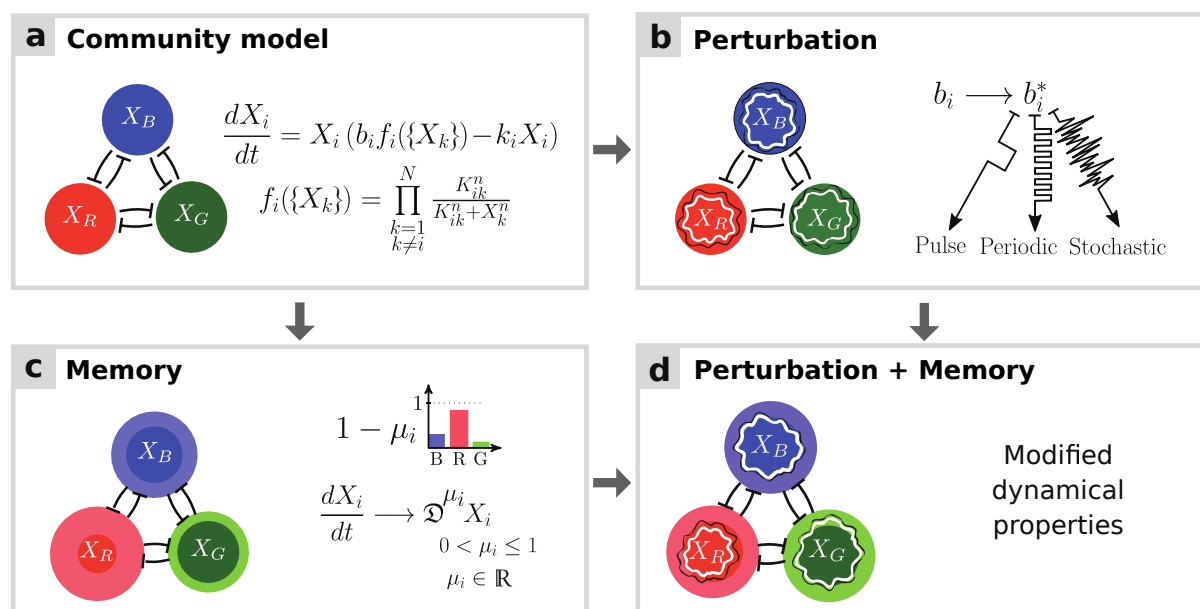 a Community model
X_B
X_R X_G
dX_i/dt = X_i (b_i f_i({X_k}) − k_i X_i)
f_i({X_k}) = ∏_{k=1, k≠i}^{N} K_{ik}^n / (K_{ik}^n + X_k^n)
b Perturbation
X_B
X_R X_G
b_i ⟶ b_i^*
Pulse Periodic Stochastic
c Memory
X_B
X_R X_G
1 − μ_i
1
B R G
dX_i/dt ⟶ 𝕯^{μ_i} X_i
0 < μ_i ≤ 1
μ_i ∈ ℝ
d Perturbation + Memory
X_B
X_R X_G
Modified
dynamical
properties